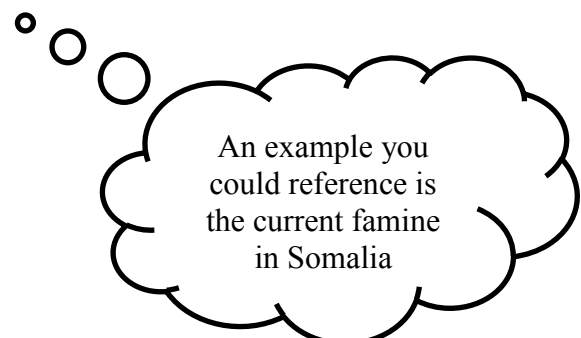 An example you
could reference is
the current famine
in Somalia